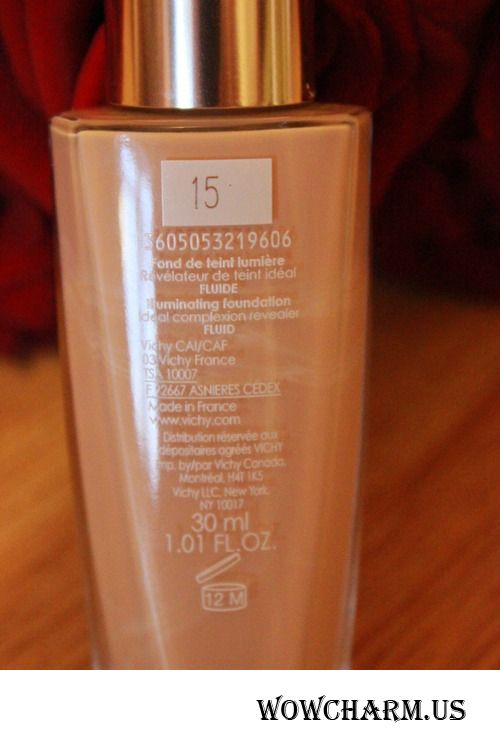 15
3605053219606
Fond de teint lumière
Révélateur de teint idéal
FLUIDE
Illuminating foundation
Ideal complexion revealer
FLUID
Vichy CAI/CAF
03 Vichy France
TSA 10007
F 92667 ASNIERES CEDEX
Made in France
www.vichy.com
Distribution réservée aux
dépositaires agréés VICHY
Imp. by/par Vichy Canada,
Montréal, H4T 1K5
Vichy LLC, New York,
NY 10017
30 ml
1.01 FL.OZ.
12 M
WOWCHARM.US